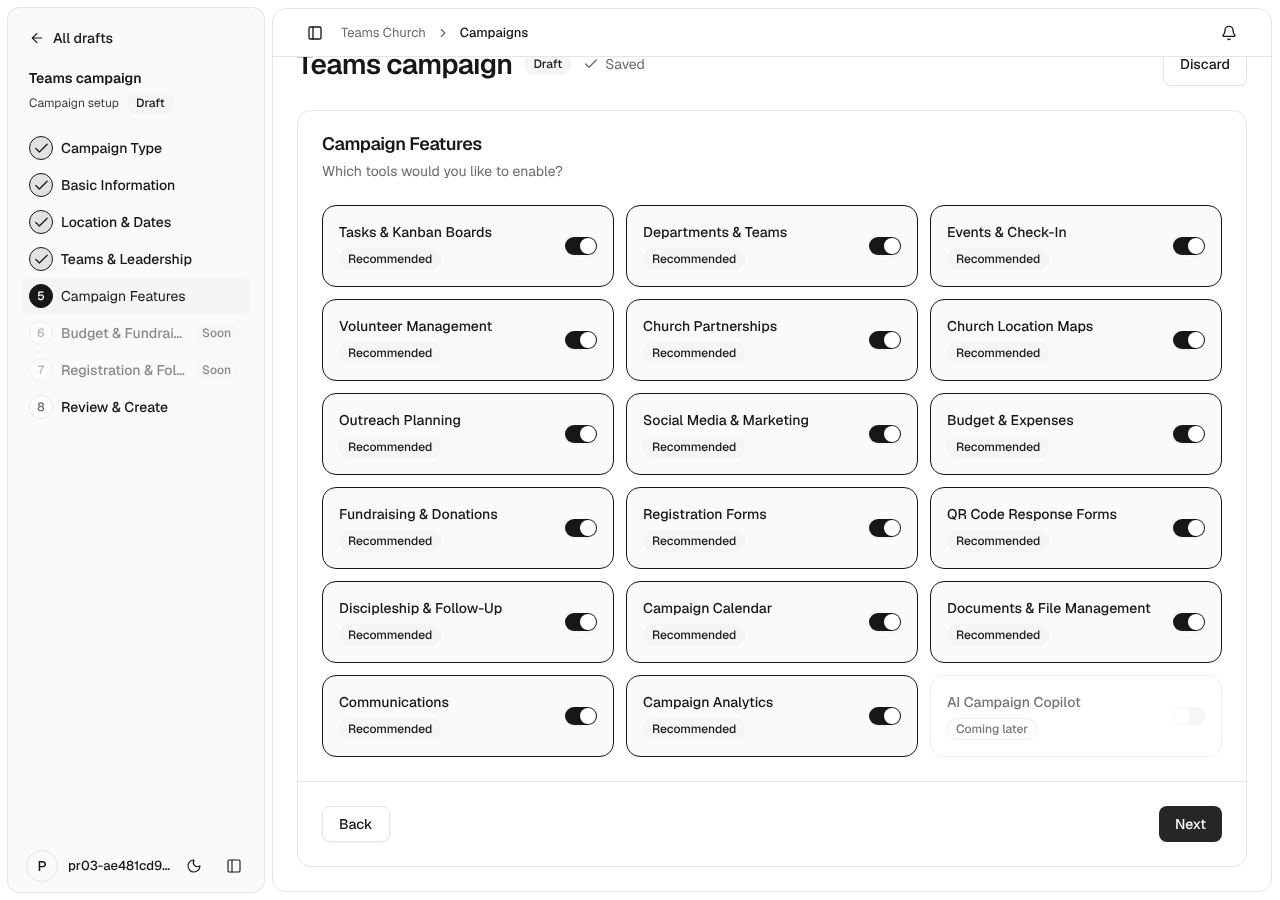 All drafts
Teams campaign
Campaign setup Draft
Campaign Type
Basic Information
Location & Dates
Teams & Leadership
5 Campaign Features
6 Budget & Fundrai... Soon
7 Registration & Fol... Soon
8 Review & Create
P pr03-ae481cd9...
Teams Church > Campaigns
Teams campaign Draft Saved Discard
Campaign Features
Which tools would you like to enable?
Tasks & Kanban Boards
Recommended
Departments & Teams
Recommended
Events & Check-In
Recommended
Volunteer Management
Recommended
Church Partnerships
Recommended
Church Location Maps
Recommended
Outreach Planning
Recommended
Social Media & Marketing
Recommended
Budget & Expenses
Recommended
Fundraising & Donations
Recommended
Registration Forms
Recommended
QR Code Response Forms
Recommended
Discipleship & Follow-Up
Recommended
Campaign Calendar
Recommended
Documents & File Management
Recommended
Communications
Recommended
Campaign Analytics
Recommended
AI Campaign Copilot
Coming later
Back Next